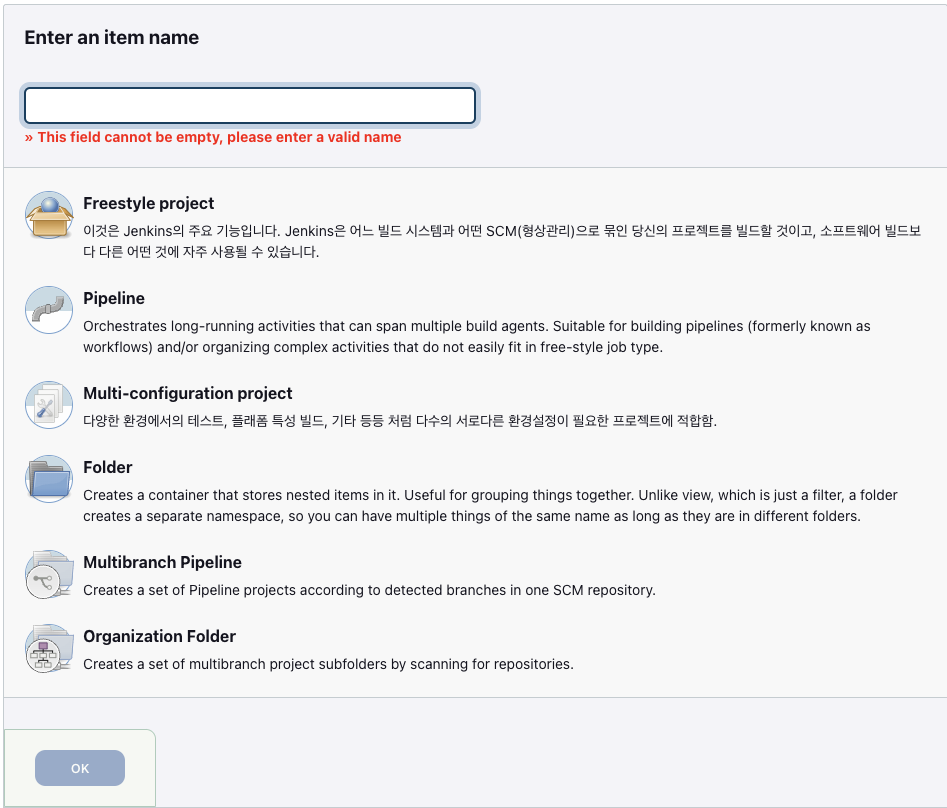 Enter an item name
» This field cannot be empty, please enter a valid name
Freestyle project
이것은 Jenkins의 주요 기능입니다. Jenkins은 어느 빌드 시스템과 어떤 SCM(형상관리)으로 묶인 당신의 프로젝트를 빌드할 것이고, 소프트웨어 빌드보
다 다른 어떤 것에 자주 사용될 수 있습니다.
Pipeline
Orchestrates long-running activities that can span multiple build agents. Suitable for building pipelines (formerly known as
workflows) and/or organizing complex activities that do not easily fit in free-style job type.
Multi-configuration project
다양한 환경에서의 테스트, 플래폼 특성 빌드, 기타 등등 처럼 다수의 서로다른 환경설정이 필요한 프로젝트에 적합함.
Folder
Creates a container that stores nested items in it. Useful for grouping things together. Unlike view, which is just a filter, a folder
creates a separate namespace, so you can have multiple things of the same name as long as they are in different folders.
Multibranch Pipeline
Creates a set of Pipeline projects according to detected branches in one SCM repository.
Organization Folder
Creates a set of multibranch project subfolders by scanning for repositories.
OK